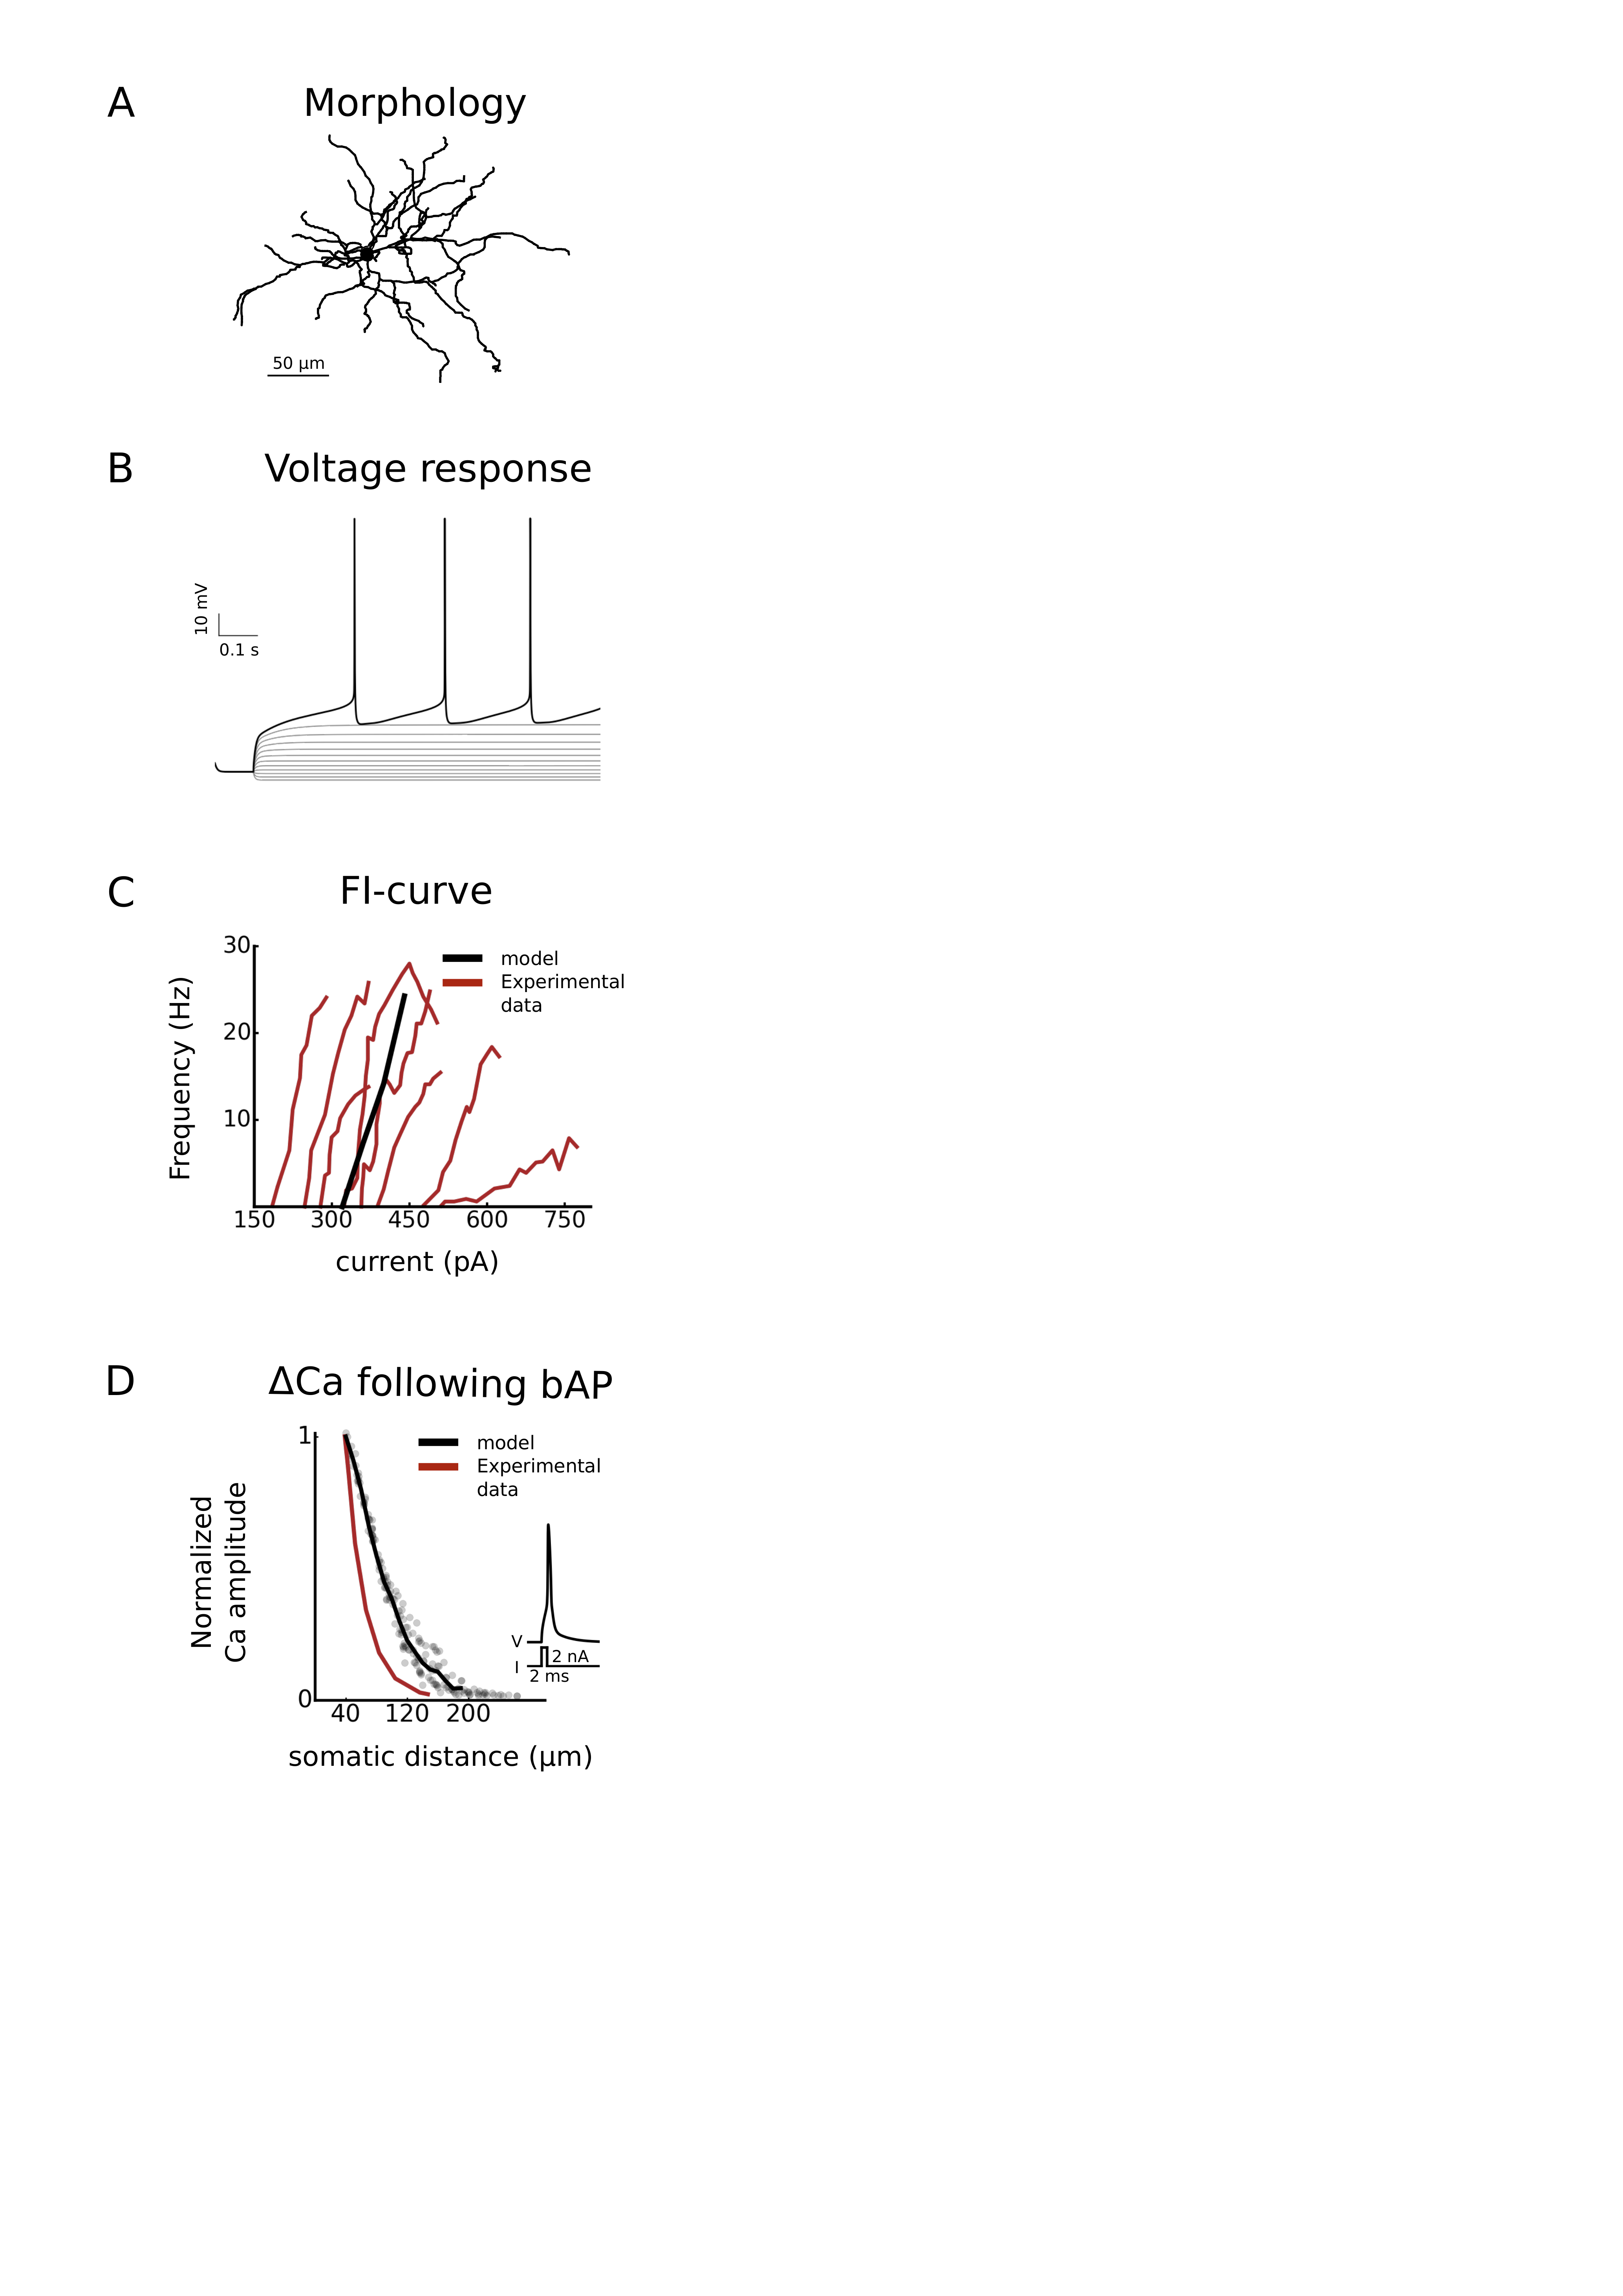 A
Morphology
50 μm
B
Voltage response
10 mV
0.1 s
C
FI-curve
30
20
10
Frequency (Hz)
model
Experimental
data
150 300 450 600 750
current (pA)
D
ΔCa following bAP
1
0
Normalized
Ca amplitude
model
Experimental
data
V
I
2 nA
2 ms
40 120 200
somatic distance (μm)